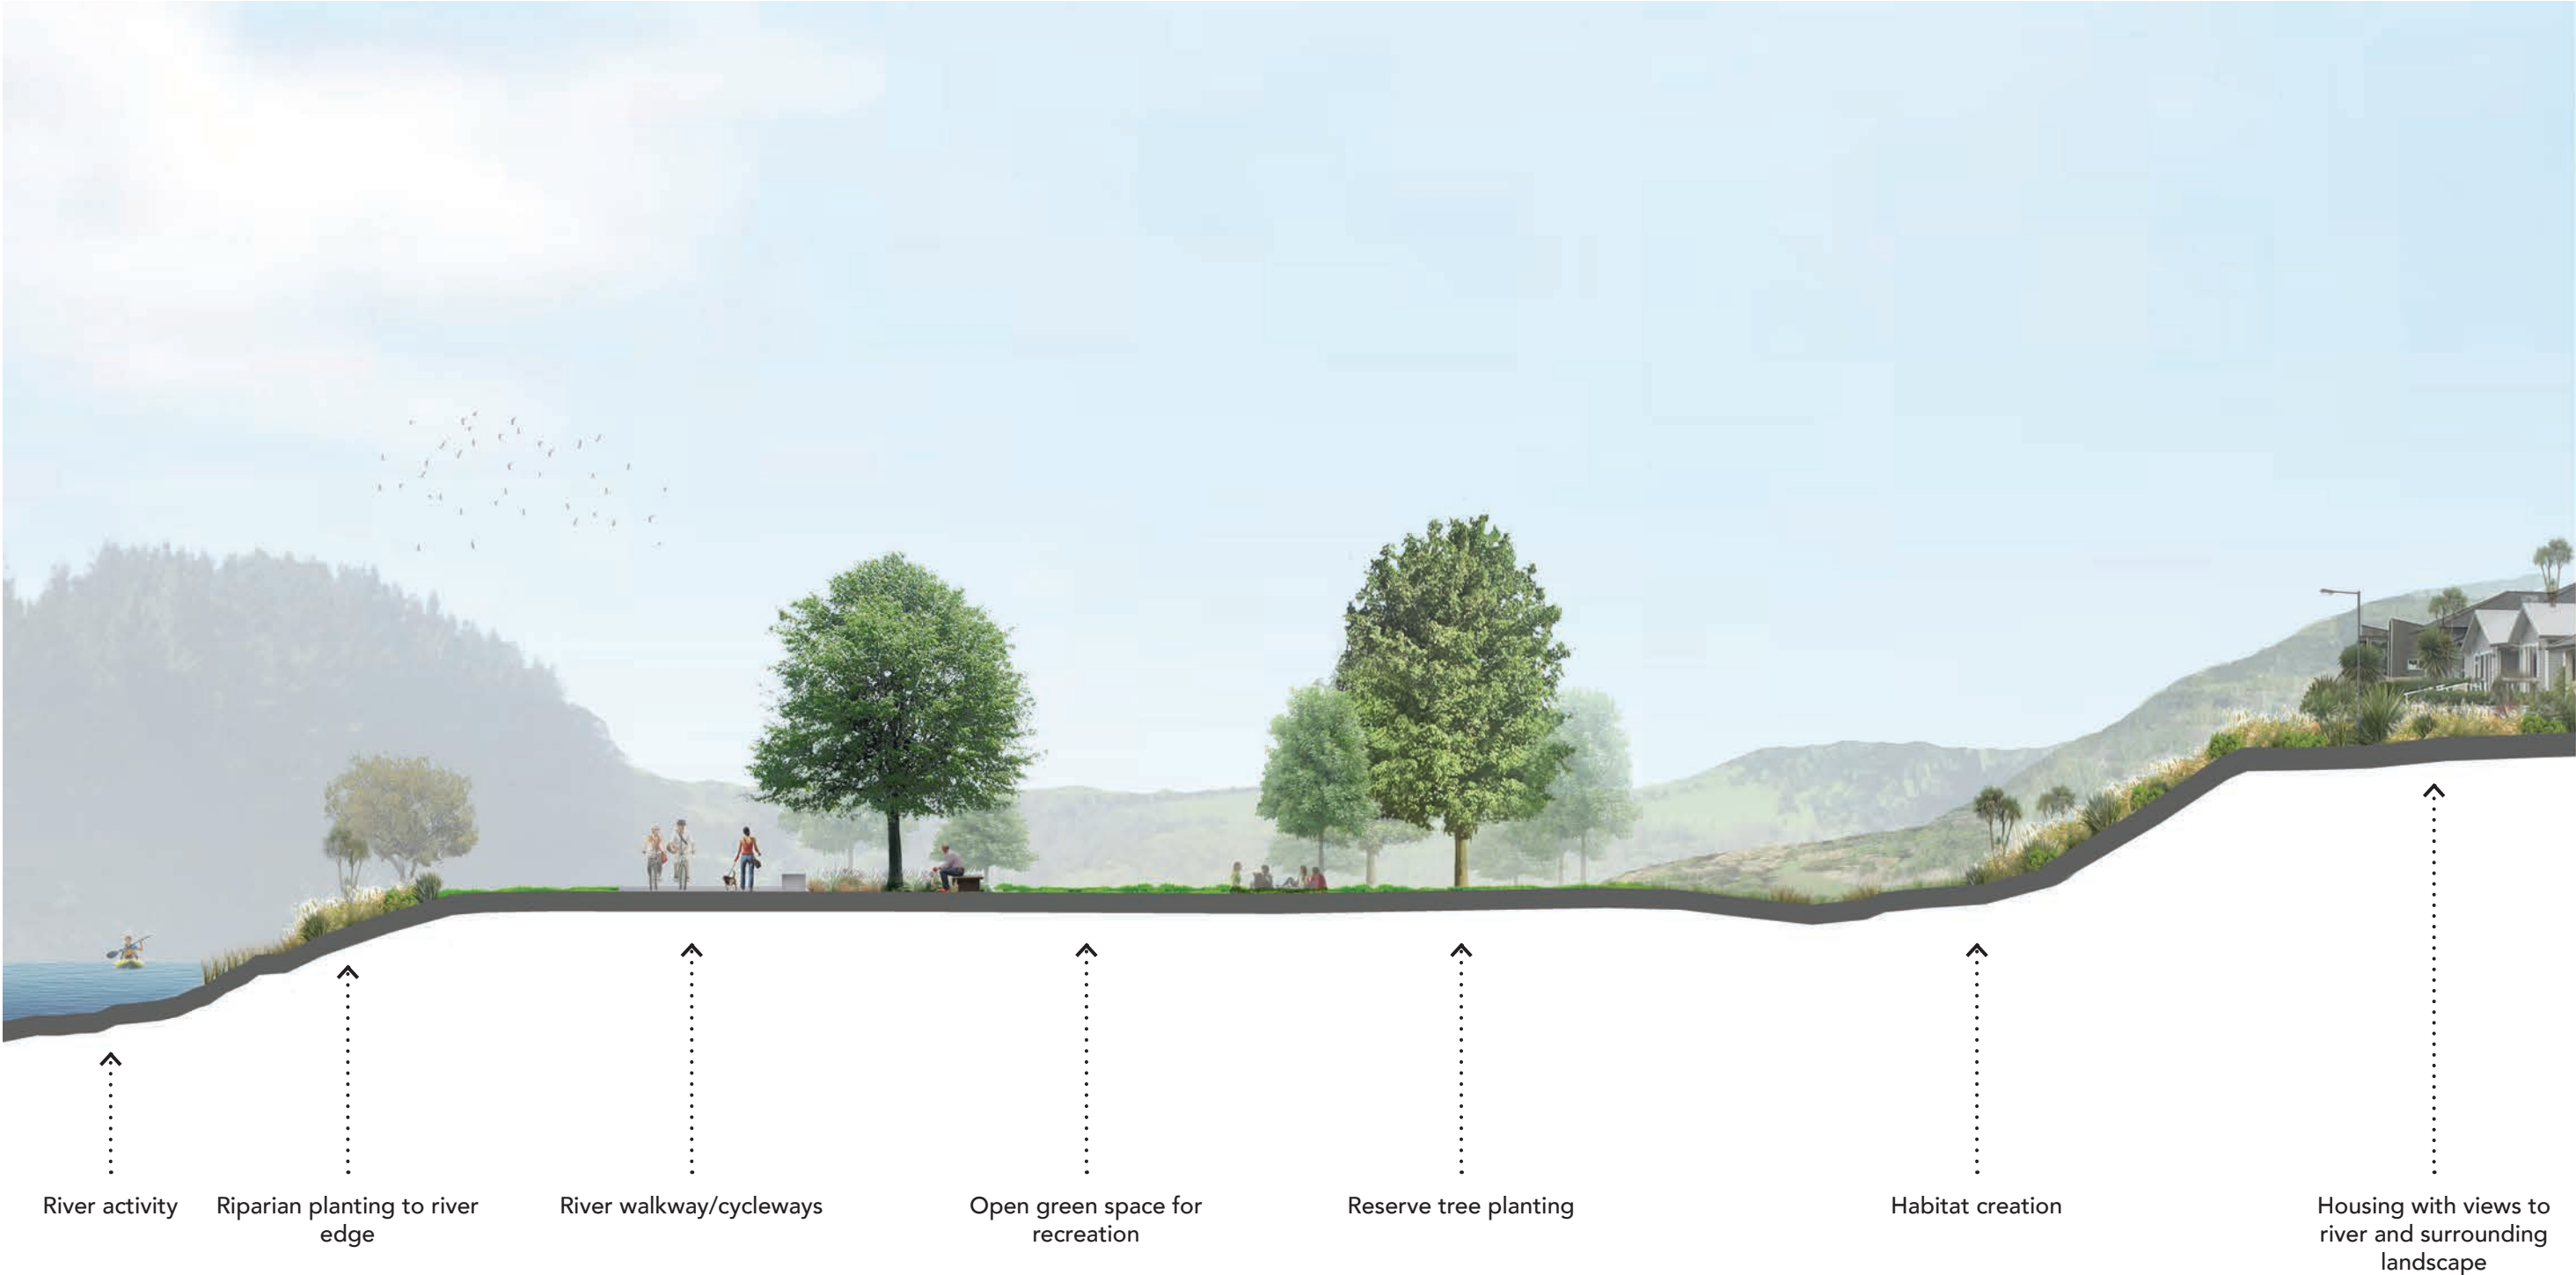 River activity
Riparian planting to river
edge
River walkway/cycleways
Open green space for
recreation
Reserve tree planting
Habitat creation
Housing with views to
river and surrounding
landscape